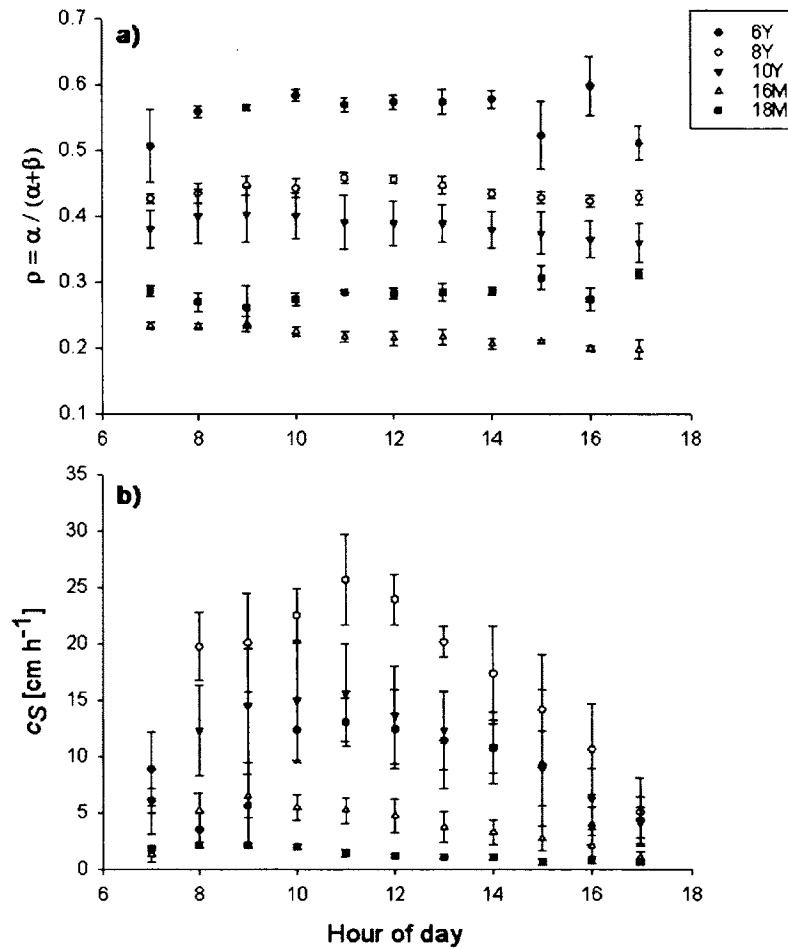 a)
0.7
0.6
0.5
0.4
0.3
0.2
0.1
ρ = α / (α+β)
6 8 10 12 14 16 18
6Y
8Y
10Y
16M
18M
b)
35
30
25
20
15
10
5
0
cS [cm h⁻¹]
6 8 10 12 14 16 18
Hour of day